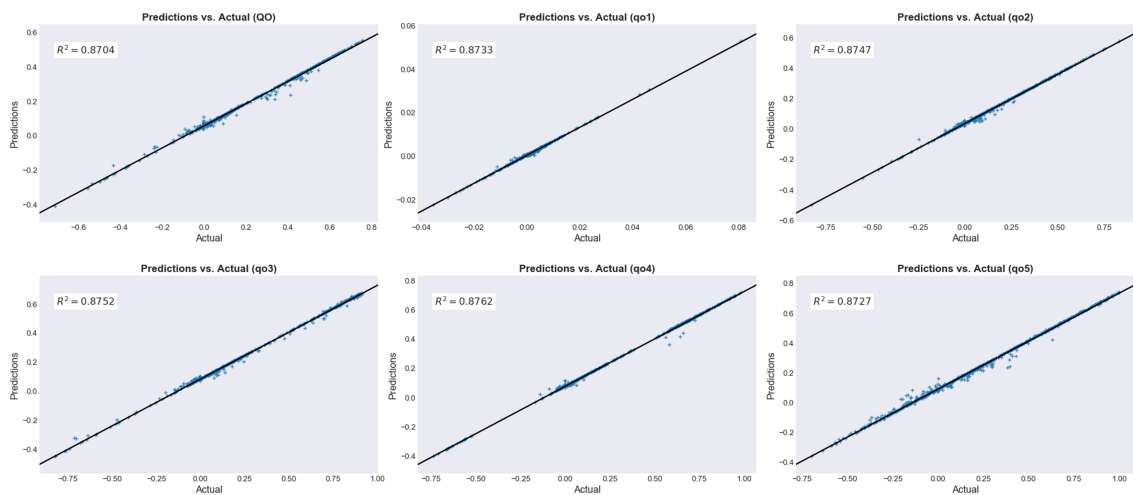 Predictions vs. Actual (QO)
R² = 0.8704
Predictions
0.6
0.4
0.2
0.0
−0.2
−0.4
−0.6 −0.4 −0.2 0.0 0.2 0.4 0.6 0.8
Actual
Predictions vs. Actual (qo1)
R² = 0.8733
Predictions
0.06
0.04
0.02
0.00
−0.02
−0.04 −0.02 0.00 0.02 0.04 0.06 0.08
Actual
Predictions vs. Actual (qo2)
R² = 0.8747
Predictions
0.6
0.4
0.2
0.0
−0.2
−0.4
−0.6
−0.75 −0.50 −0.25 0.00 0.25 0.50 0.75
Actual
Predictions vs. Actual (qo3)
R² = 0.8752
Predictions
0.6
0.4
0.2
0.0
−0.2
−0.4
−0.75 −0.50 −0.25 0.00 0.25 0.50 0.75 1.00
Actual
Predictions vs. Actual (qo4)
R² = 0.8762
Predictions
0.8
0.6
0.4
0.2
0.0
−0.2
−0.4
−0.75 −0.50 −0.25 0.00 0.25 0.50 0.75 1.00
Actual
Predictions vs. Actual (qo5)
R² = 0.8727
Predictions
0.8
0.6
0.4
0.2
0.0
−0.2
−0.4
−0.75 −0.50 −0.25 0.00 0.25 0.50 0.75 1.00
Actual